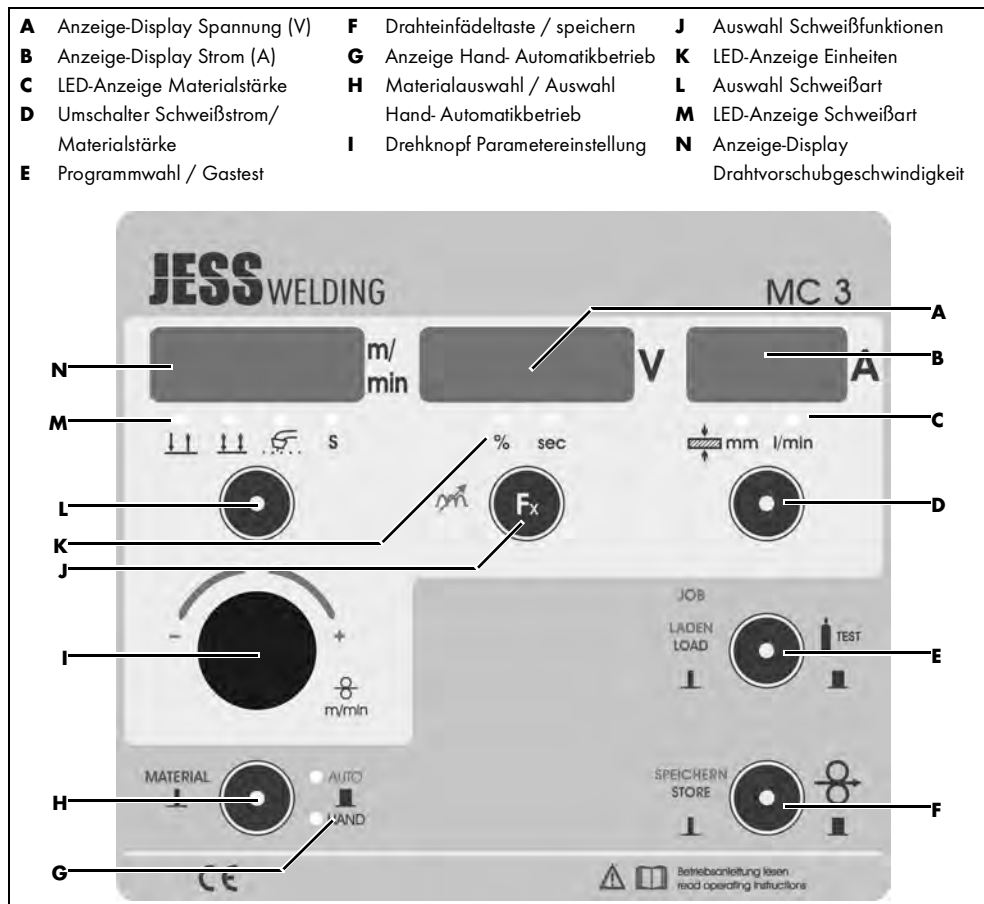 A Anzeige-Display Spannung (V)
B Anzeige-Display Strom (A)
C LED-Anzeige Materialstärke
D Umschalter Schweißstrom/
Materialstärke
E Programmwahl / Gastest
F Drahteinfädeltaste / speichern
G Anzeige Hand- Automatikbetrieb
H Materialauswahl / Auswahl
Hand- Automatikbetrieb
I Drehknopf Parametereinstellung
J Auswahl Schweißfunktionen
K LED-Anzeige Einheiten
L Auswahl Schweißart
M LED-Anzeige Schweißart
N Anzeige-Display
Drahtvorschubgeschwindigkeit
JESS WELDING
MC 3
A
B
N
m/
min
V
A
M
C
S
% sec
mm l/min
L
Fx
D
K
J
JOB
LADEN
LOAD
TEST
E
- +
I
m/min
MATERIAL
AUTO
HAND
H
SPEICHERN
STORE
F
G
CE
Betriebsanleitung lesen
read operating instructions